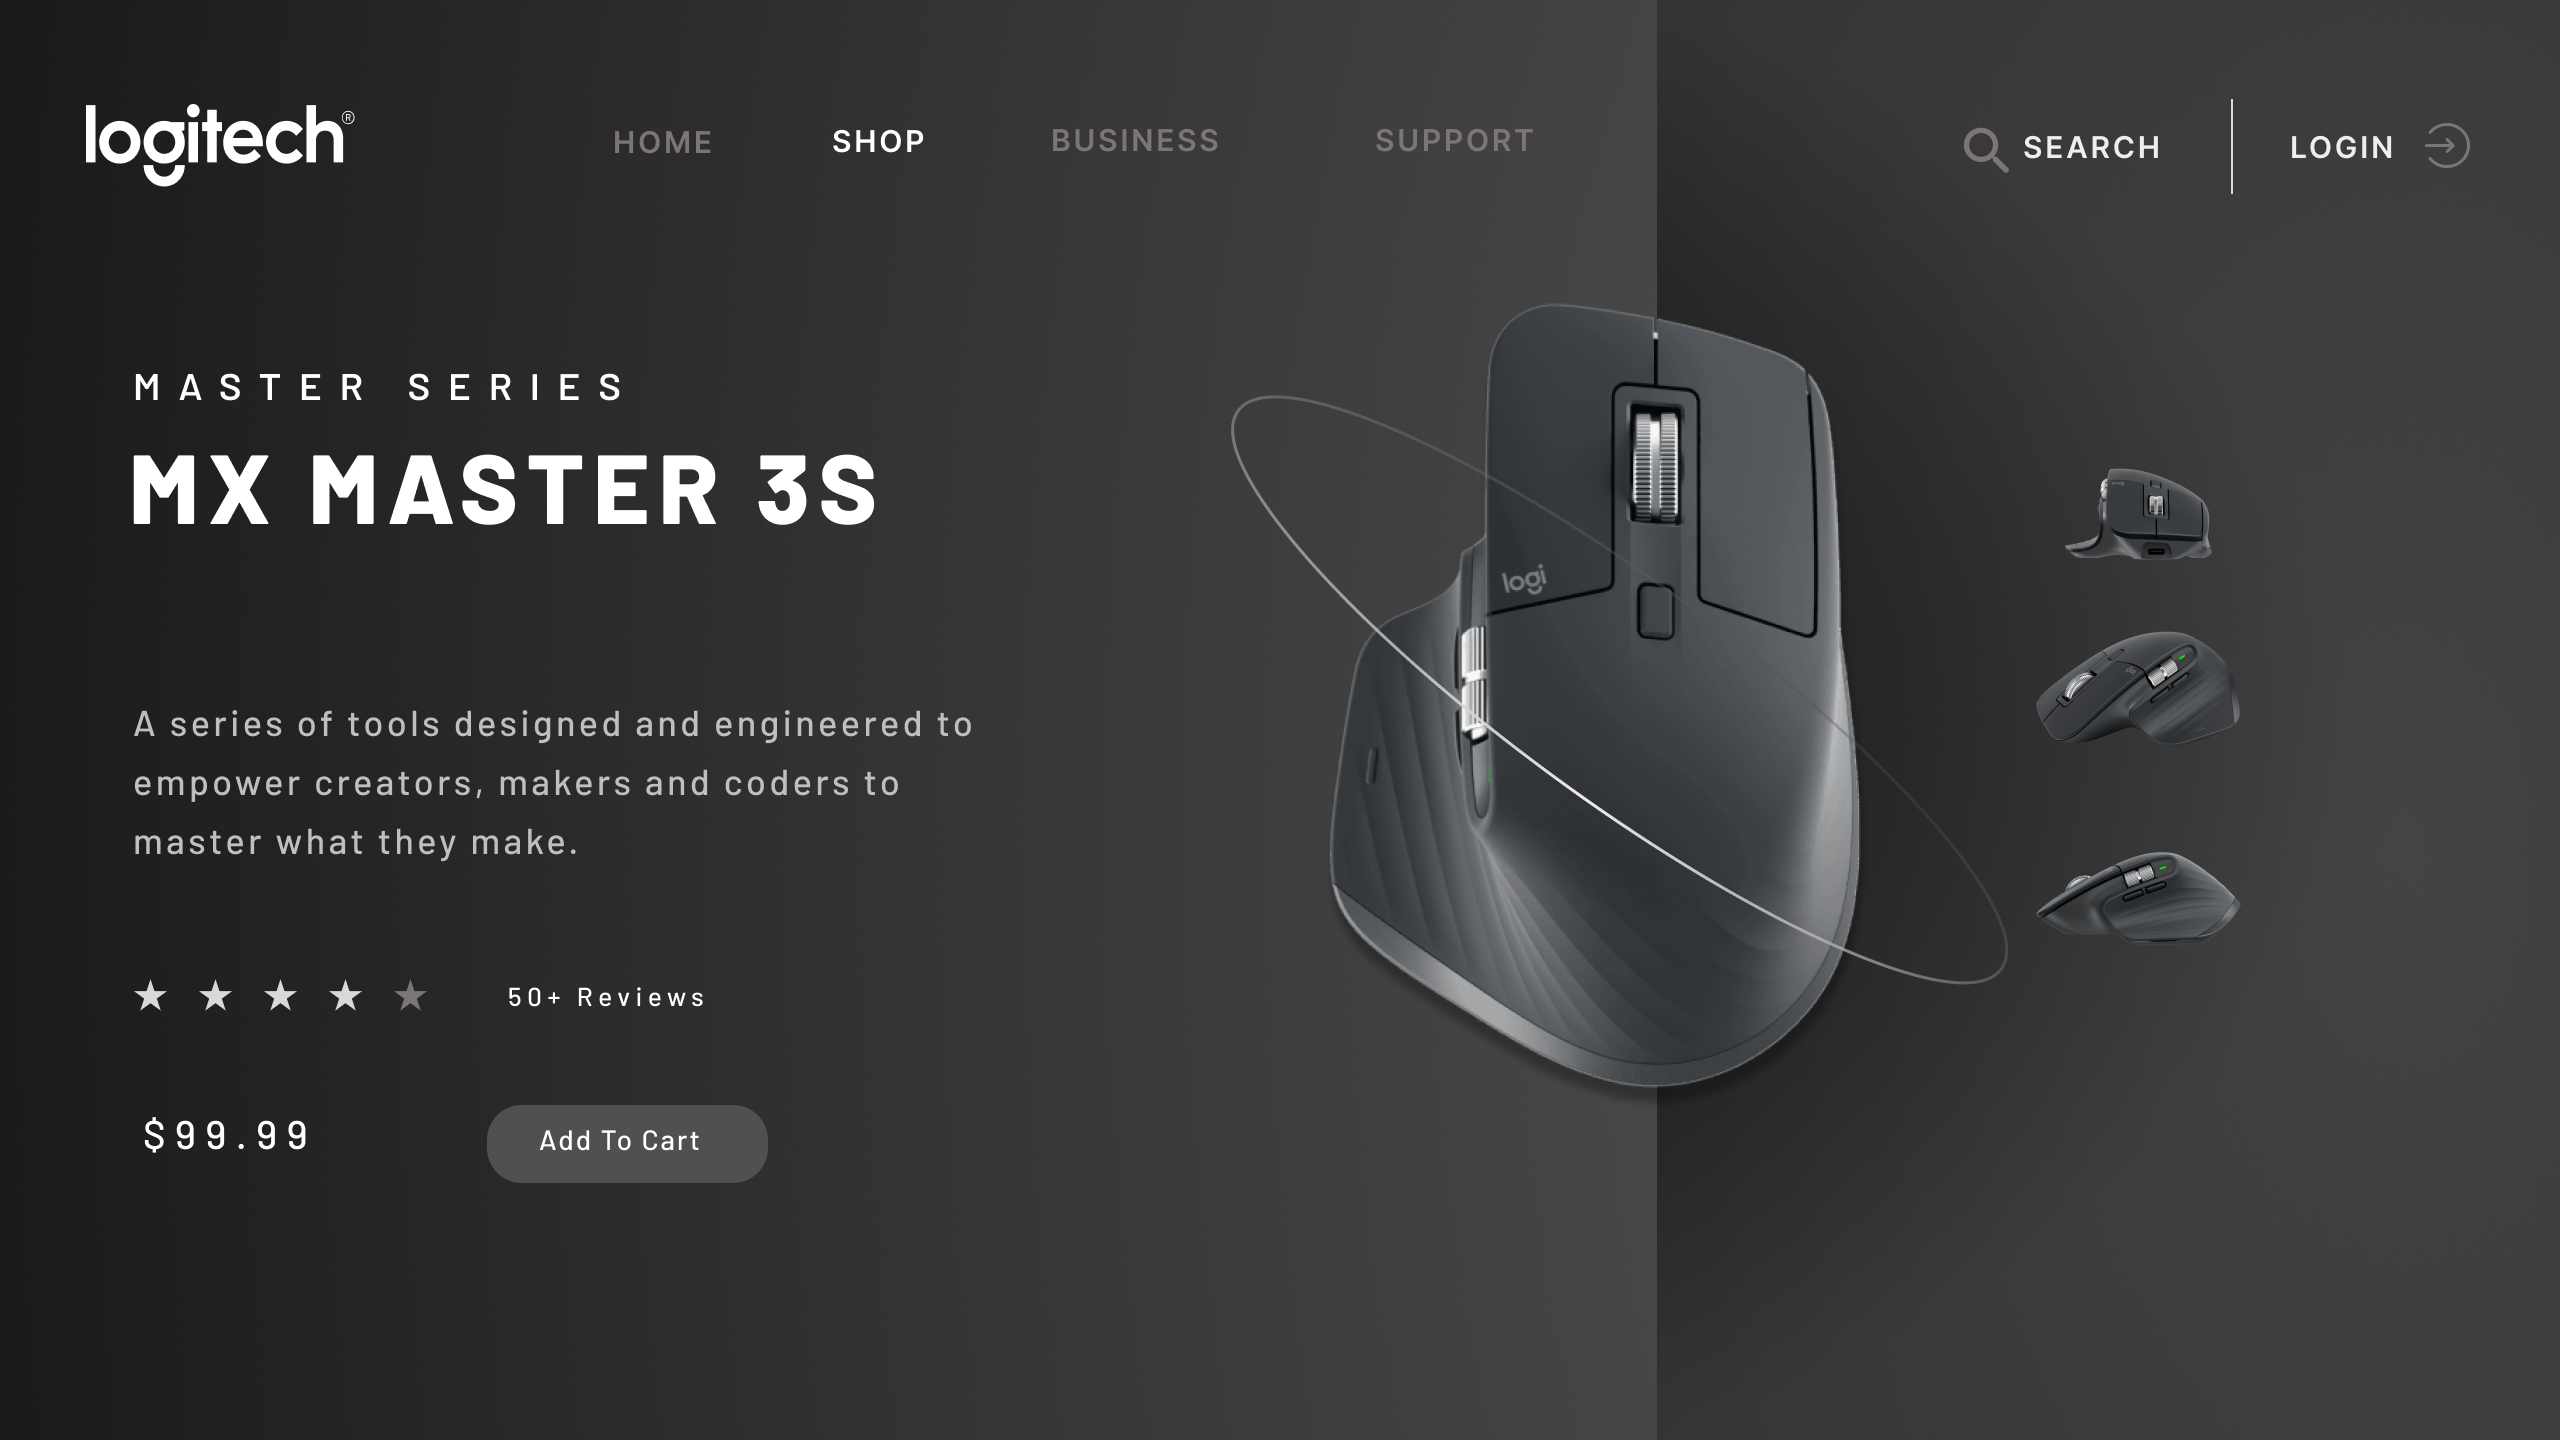 logitech®
HOME
SHOP
BUSINESS
SUPPORT
SEARCH
LOGIN
MASTER SERIES
MX MASTER 3S
A series of tools designed and engineered to
empower creators, makers and coders to
master what they make.
50+ Reviews
$99.99
Add To Cart
logi